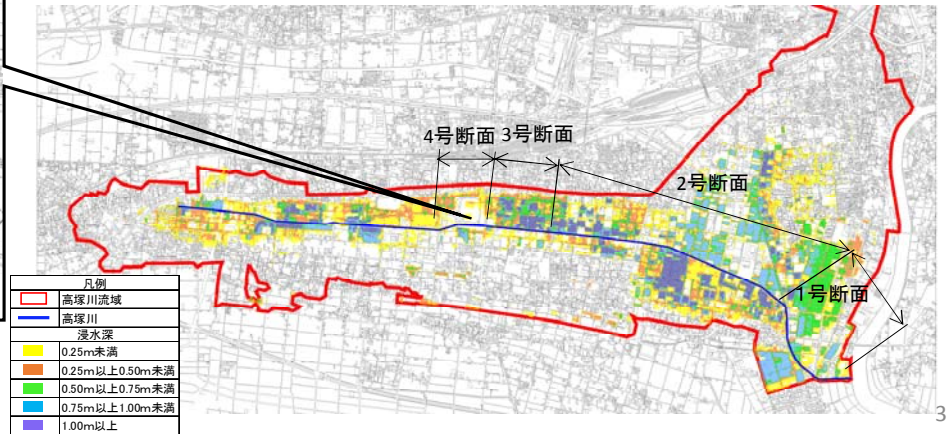 4号断面
3号断面
2号断面
1号断面
凡例
高塚川流域
高塚川
浸水深
0.25m未満
0.25m以上0.50m未満
0.50m以上0.75m未満
0.75m以上1.00m未満
1.00m以上
3